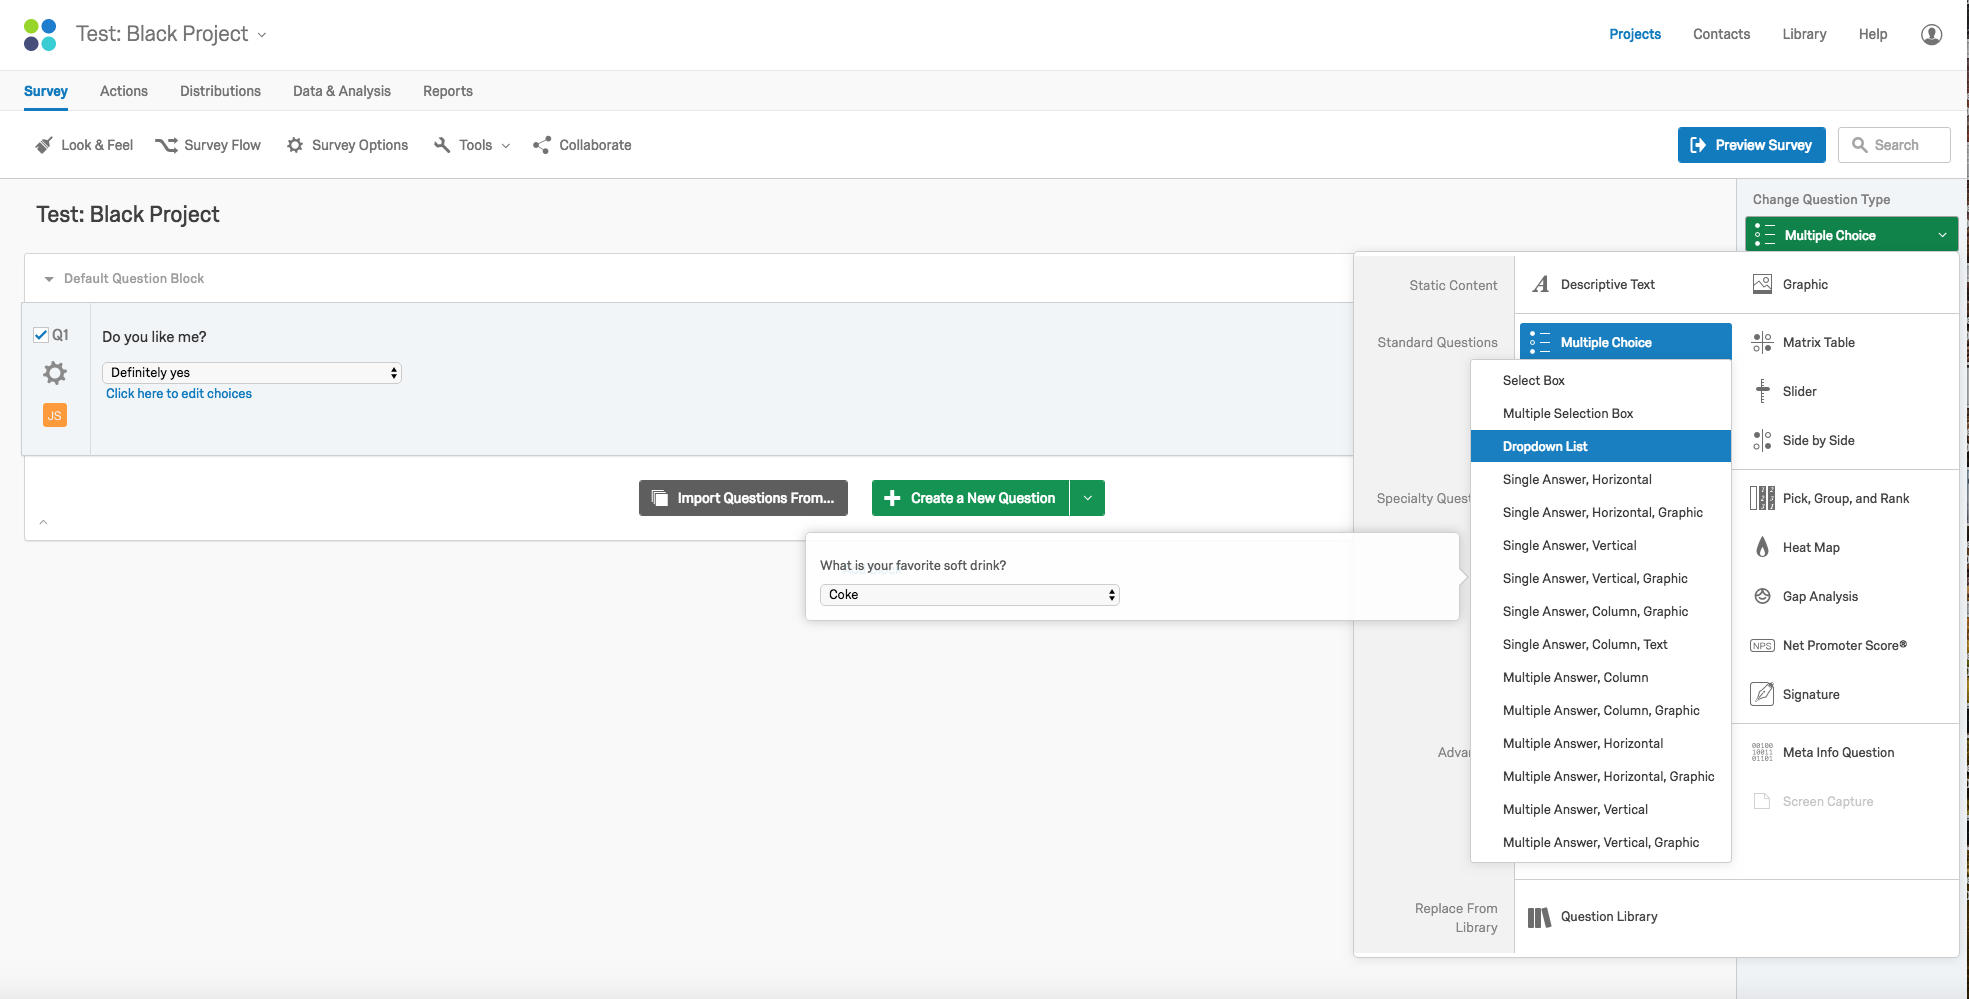 Test: Black Project
Projects
Contacts
Library
Help
Survey
Actions
Distributions
Data & Analysis
Reports
Look & Feel
Survey Flow
Survey Options
Tools
Collaborate
Preview Survey
Search
Test: Black Project
Change Question Type
Multiple Choice
Default Question Block
Q1
Do you like me?
Definitely yes
Click here to edit choices
JS
Import Questions From...
Create a New Question
What is your favorite soft drink?
Coke
Static Content
Descriptive Text
Graphic
Standard Questions
Multiple Choice
Matrix Table
Slider
Side by Side
Select Box
Multiple Selection Box
Dropdown List
Single Answer, Horizontal
Single Answer, Horizontal, Graphic
Single Answer, Vertical
Single Answer, Vertical, Graphic
Single Answer, Column, Graphic
Single Answer, Column, Text
Multiple Answer, Column
Multiple Answer, Column, Graphic
Multiple Answer, Horizontal
Multiple Answer, Horizontal, Graphic
Multiple Answer, Vertical
Multiple Answer, Vertical, Graphic
Specialty Quest
Pick, Group, and Rank
Heat Map
Gap Analysis
NPS Net Promoter Score®
Signature
Adva
00100
10011
01101
Meta Info Question
Screen Capture
Replace From
Library
Question Library